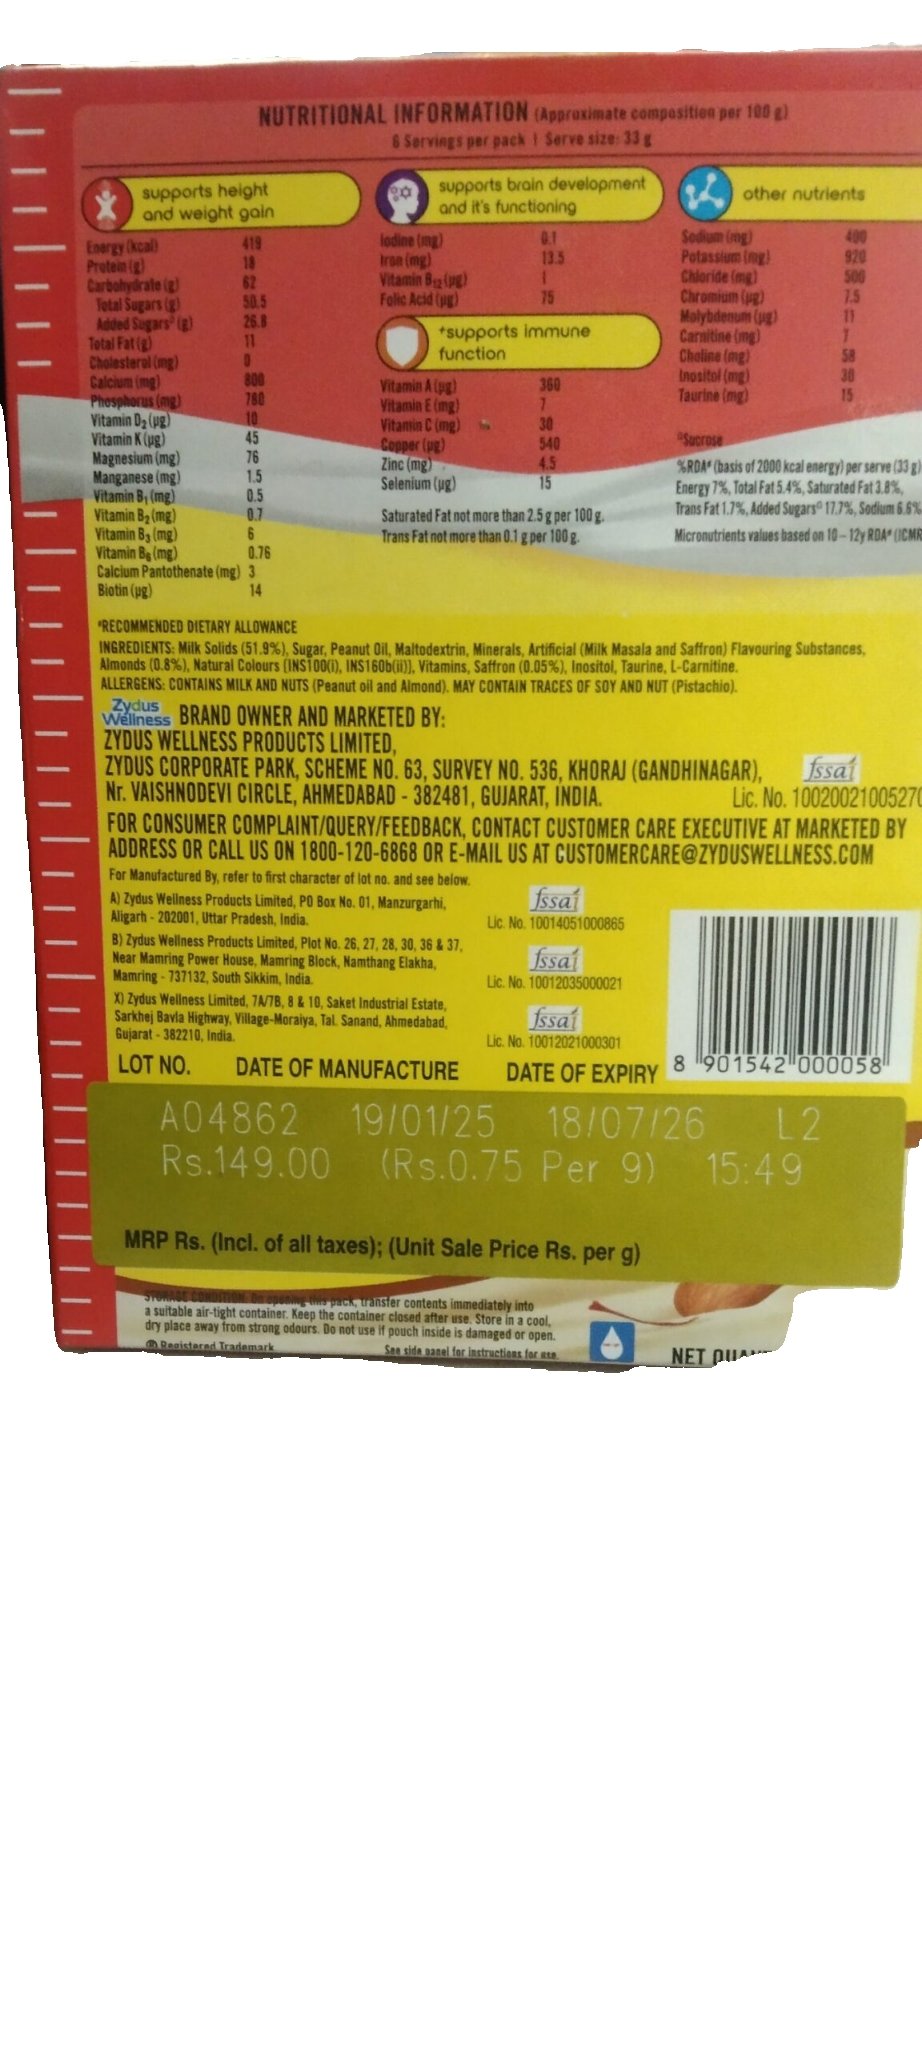 NUTRITIONAL INFORMATION (Approximate composition per 100 g)
6 Servings per pack | Serve size: 33 g
supports height
and weight gain
Energy (kcal) 419
Protein (g) 18
Carbohydrate (g) 62
Total Sugars (g) 50.5
Added Sugars° (g) 26.8
Total Fat (g) 11
Cholesterol (mg) 0
Calcium (mg) 800
Phosphorus (mg) 780
Vitamin D₂ (µg) 10
Vitamin K (µg) 45
Magnesium (mg) 76
Manganese (mg) 1.5
Vitamin B₁ (mg) 0.5
Vitamin B₂ (mg) 0.7
Vitamin B₃ (mg) 6
Vitamin B₆ (mg) 0.76
Calcium Pantothenate (mg) 3
Biotin (µg) 14
supports brain development
and it's functioning
Iodine (mg) 0.1
Iron (mg) 13.5
Vitamin B₁₂ (µg) 1
Folic Acid (µg) 75
+supports immune
function
Vitamin A (µg) 360
Vitamin E (mg) 7
Vitamin C (mg) 30
Copper (µg) 540
Zinc (mg) 4.5
Selenium (µg) 15
Saturated Fat not more than 2.5 g per 100 g.
Trans Fat not more than 0.1 g per 100 g.
other nutrients
Sodium (mg) 400
Potassium (mg) 920
Chloride (mg) 500
Chromium (µg) 7.5
Molybdenum (µg) 11
Carnitine (mg) 7
Choline (mg) 58
Inositol (mg) 30
Taurine (mg) 15
°Sucrose
%RDA# (basis of 2000 kcal energy) per serve (33 g)
Energy 7%, Total Fat 5.4%, Saturated Fat 3.8%,
Trans Fat 1.7%, Added Sugars° 17.7%, Sodium 6.6%
Micronutrients values based on 10 – 12y RDA# (ICMR
#RECOMMENDED DIETARY ALLOWANCE
INGREDIENTS: Milk Solids (51.9%), Sugar, Peanut Oil, Maltodextrin, Minerals, Artificial (Milk Masala and Saffron) Flavouring Substances,
Almonds (0.8%), Natural Colours (INS100(i), INS160b(ii)), Vitamins, Saffron (0.05%), Inositol, Taurine, L-Carnitine.
ALLERGENS: CONTAINS MILK AND NUTS (Peanut oil and Almond). MAY CONTAIN TRACES OF SOY AND NUT (Pistachio).
Zydus
Wellness BRAND OWNER AND MARKETED BY:
ZYDUS WELLNESS PRODUCTS LIMITED,
ZYDUS CORPORATE PARK, SCHEME NO. 63, SURVEY NO. 536, KHORAJ (GANDHINAGAR), fssai
Nr. VAISHNODEVI CIRCLE, AHMEDABAD - 382481, GUJARAT, INDIA. Lic. No. 10020021005270
FOR CONSUMER COMPLAINT/QUERY/FEEDBACK, CONTACT CUSTOMER CARE EXECUTIVE AT MARKETED BY
ADDRESS OR CALL US ON 1800-120-6868 OR E-MAIL US AT CUSTOMERCARE@ZYDUSWELLNESS.COM
For Manufactured By, refer to first character of lot no. and see below.
A) Zydus Wellness Products Limited, PO Box No. 01, Manzurgarhi,
Aligarh - 202001, Uttar Pradesh, India.
fssai
Lic. No. 10014051000865
B) Zydus Wellness Products Limited, Plot No. 26, 27, 28, 30, 36 & 37,
Near Mamring Power House, Mamring Block, Namthang Elakha,
Mamring - 737132, South Sikkim, India.
fssai
Lic. No. 10012035000021
X) Zydus Wellness Limited, 7A/7B, 8 & 10, Saket Industrial Estate,
Sarkhej Bavla Highway, Village-Moraiya, Tal. Sanand, Ahmedabad,
Gujarat - 382210, India.
fssai
Lic. No. 10012021000301
8 901542 000058
LOT NO. DATE OF MANUFACTURE DATE OF EXPIRY
A04862 19/01/25 18/07/26 L2
Rs.149.00 (Rs.0.75 Per 9) 15:49
MRP Rs. (Incl. of all taxes); (Unit Sale Price Rs. per g)
STORAGE CONDITION: On opening this pack, transfer contents immediately into
a suitable air-tight container. Keep the container closed after use. Store in a cool,
dry place away from strong odours. Do not use if pouch inside is damaged or open.
® Registered Trademark See side panel for instructions for use.
NET